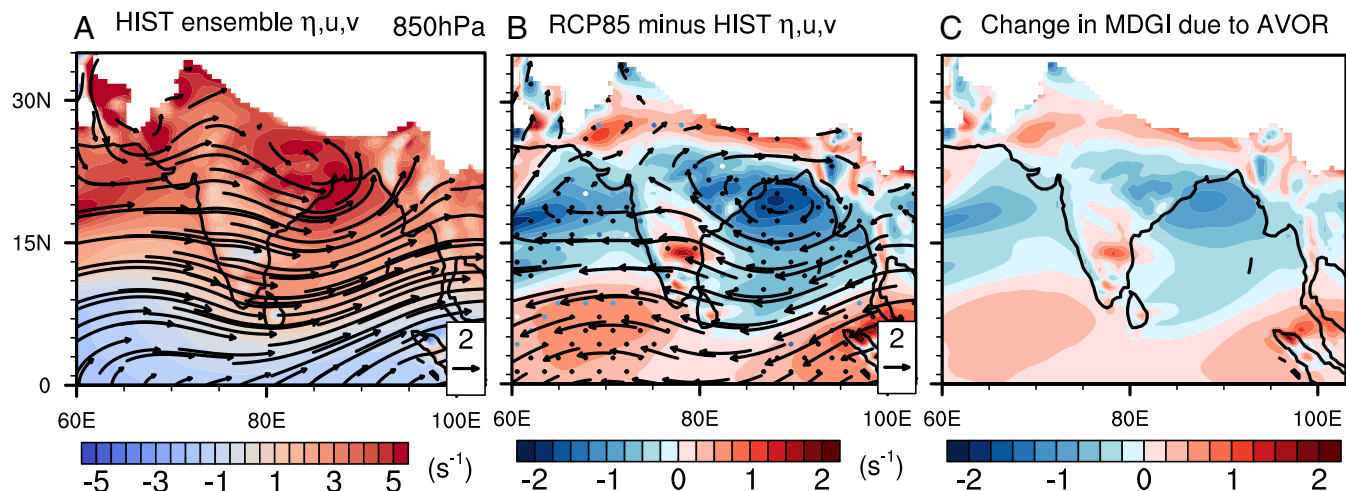 A HIST ensemble η,u,v 850hPa
B RCP85 minus HIST η,u,v
C Change in MDGI due to AVOR
30N
15N
0
2
2
60E 80E 100E
60E 80E 100E
60E 80E 100E
-5 -3 -1 1 3 5 (s⁻¹)
-2 -1 0 1 2 (s⁻¹)
-2 -1 0 1 2